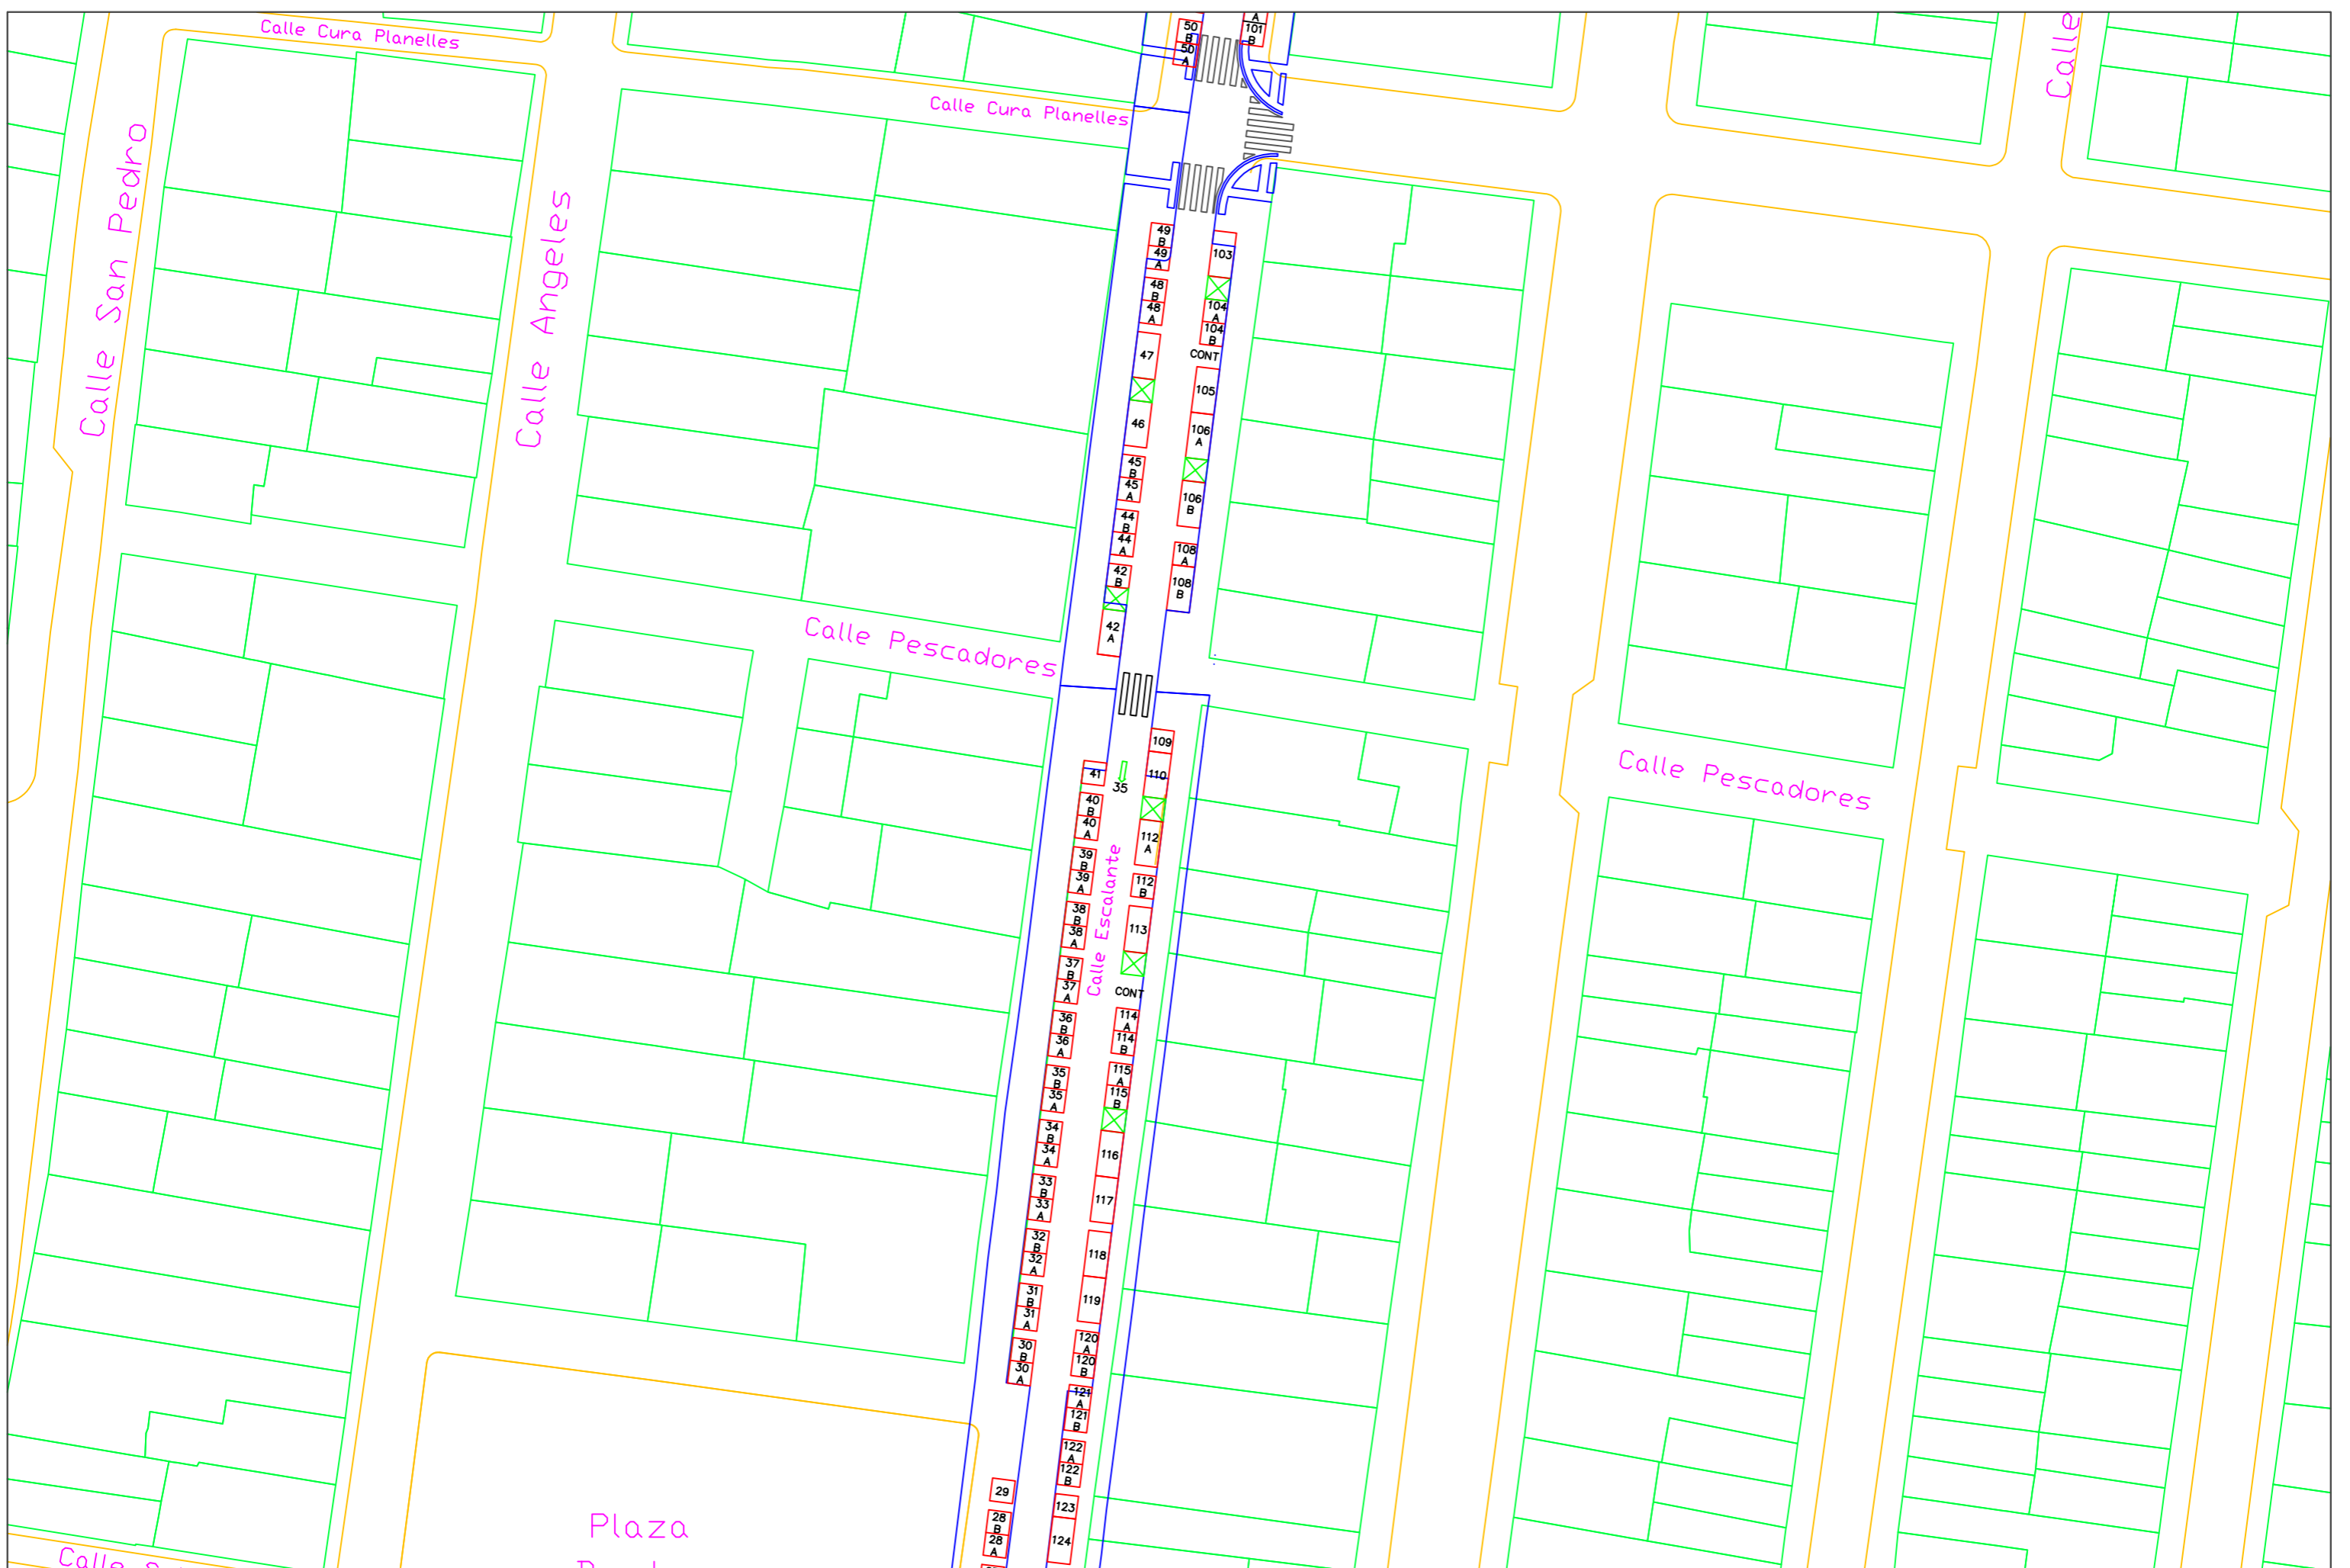 Calle Cura Planelles
Calle Cura Planelles
Calle San Pedro
Calle Angeles
Calle
Calle Pescadores
Calle Pescadores
Calle Escalante
Plaza
Calle
50
B
50
A
A
101
B
49
B
49
A
48
B
48
A
47
46
45
B
45
A
44
B
44
A
42
B
42
A
103
104
A
104
B
CONT
105
106
A
106
B
108
A
108
B
109
110
35
41
40
B
40
A
39
B
39
A
38
B
38
A
37
B
37
A
36
B
36
A
35
B
35
A
34
B
34
A
33
B
33
A
32
B
32
A
31
B
31
A
30
B
30
A
29
28
B
28
A
112
A
112
B
113
CONT
114
A
114
B
115
A
115
B
116
117
118
119
120
A
120
B
121
A
121
B
122
A
122
B
123
124